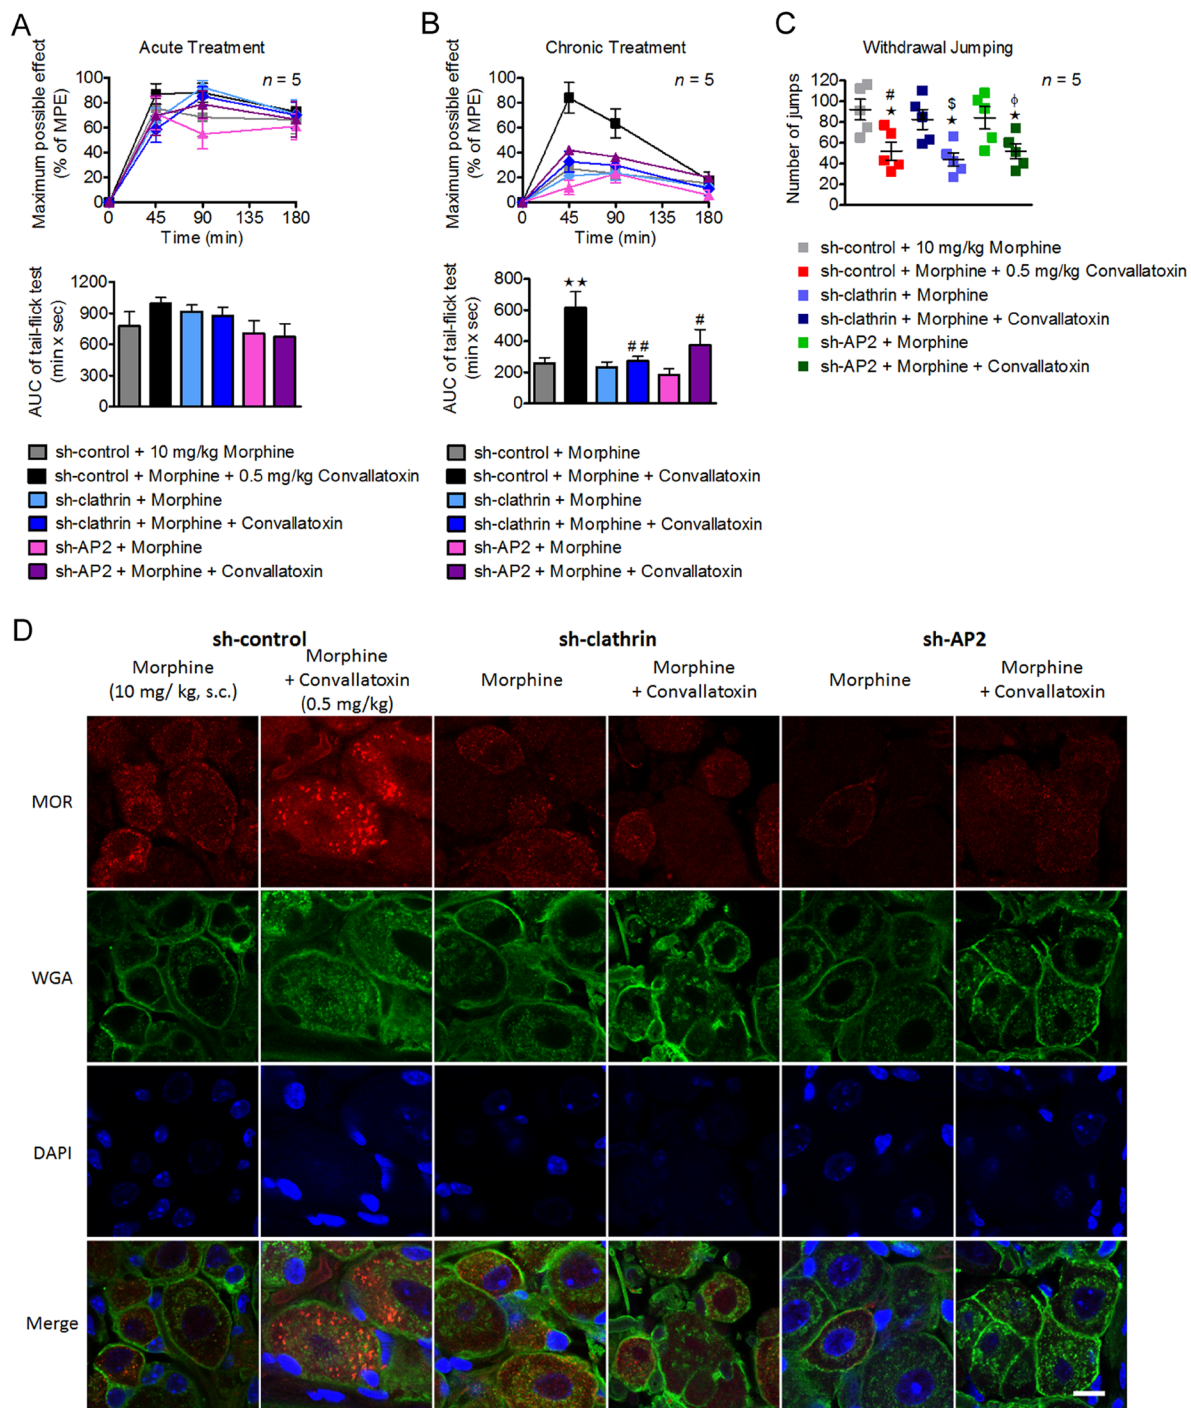 A
Acute Treatment
n = 5
Maximum possible effect
(% of MPE)
100
80
60
40
20
0
0
45
90
135
180
Time (min)
AUC of tail-flick test
(min x sec)
1200
900
600
300
0
sh-control + 10 mg/kg Morphine
sh-control + Morphine + 0.5 mg/kg Convallatoxin
sh-clathrin + Morphine
sh-clathrin + Morphine + Convallatoxin
sh-AP2 + Morphine
sh-AP2 + Morphine + Convallatoxin
B
Chronic Treatment
n = 5
Maximum possible effect
(% of MPE)
100
80
60
40
20
0
0
45
90
135
180
Time (min)
AUC of tail-flick test
(min x sec)
800
600
400
200
0
★★
##
#
sh-control + Morphine
sh-control + Morphine + Convallatoxin
sh-clathrin + Morphine
sh-clathrin + Morphine + Convallatoxin
sh-AP2 + Morphine
sh-AP2 + Morphine + Convallatoxin
C
Withdrawal Jumping
n = 5
Number of jumps
120
100
80
60
40
20
0
#
★
$
★
ϕ
★
sh-control + 10 mg/kg Morphine
sh-control + Morphine + 0.5 mg/kg Convallatoxin
sh-clathrin + Morphine
sh-clathrin + Morphine + Convallatoxin
sh-AP2 + Morphine
sh-AP2 + Morphine + Convallatoxin
D
sh-control
sh-clathrin
sh-AP2
Morphine
(10 mg/ kg, s.c.)
Morphine
+ Convallatoxin
(0.5 mg/kg)
Morphine
Morphine
+ Convallatoxin
Morphine
Morphine
+ Convallatoxin
MOR
WGA
DAPI
Merge